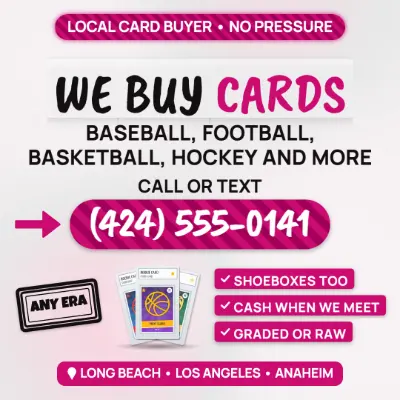 LOCAL CARD BUYER • NO PRESSURE
WE BUY CARDS
BASEBALL, FOOTBALL,
BASKETBALL, HOCKEY AND MORE
CALL OR TEXT
(424) 555-0141
ANY ERA
SHOEBOXES TOO
CASH WHEN WE MEET
GRADED OR RAW
LONG BEACH • LOS ANGELES • ANAHEIM